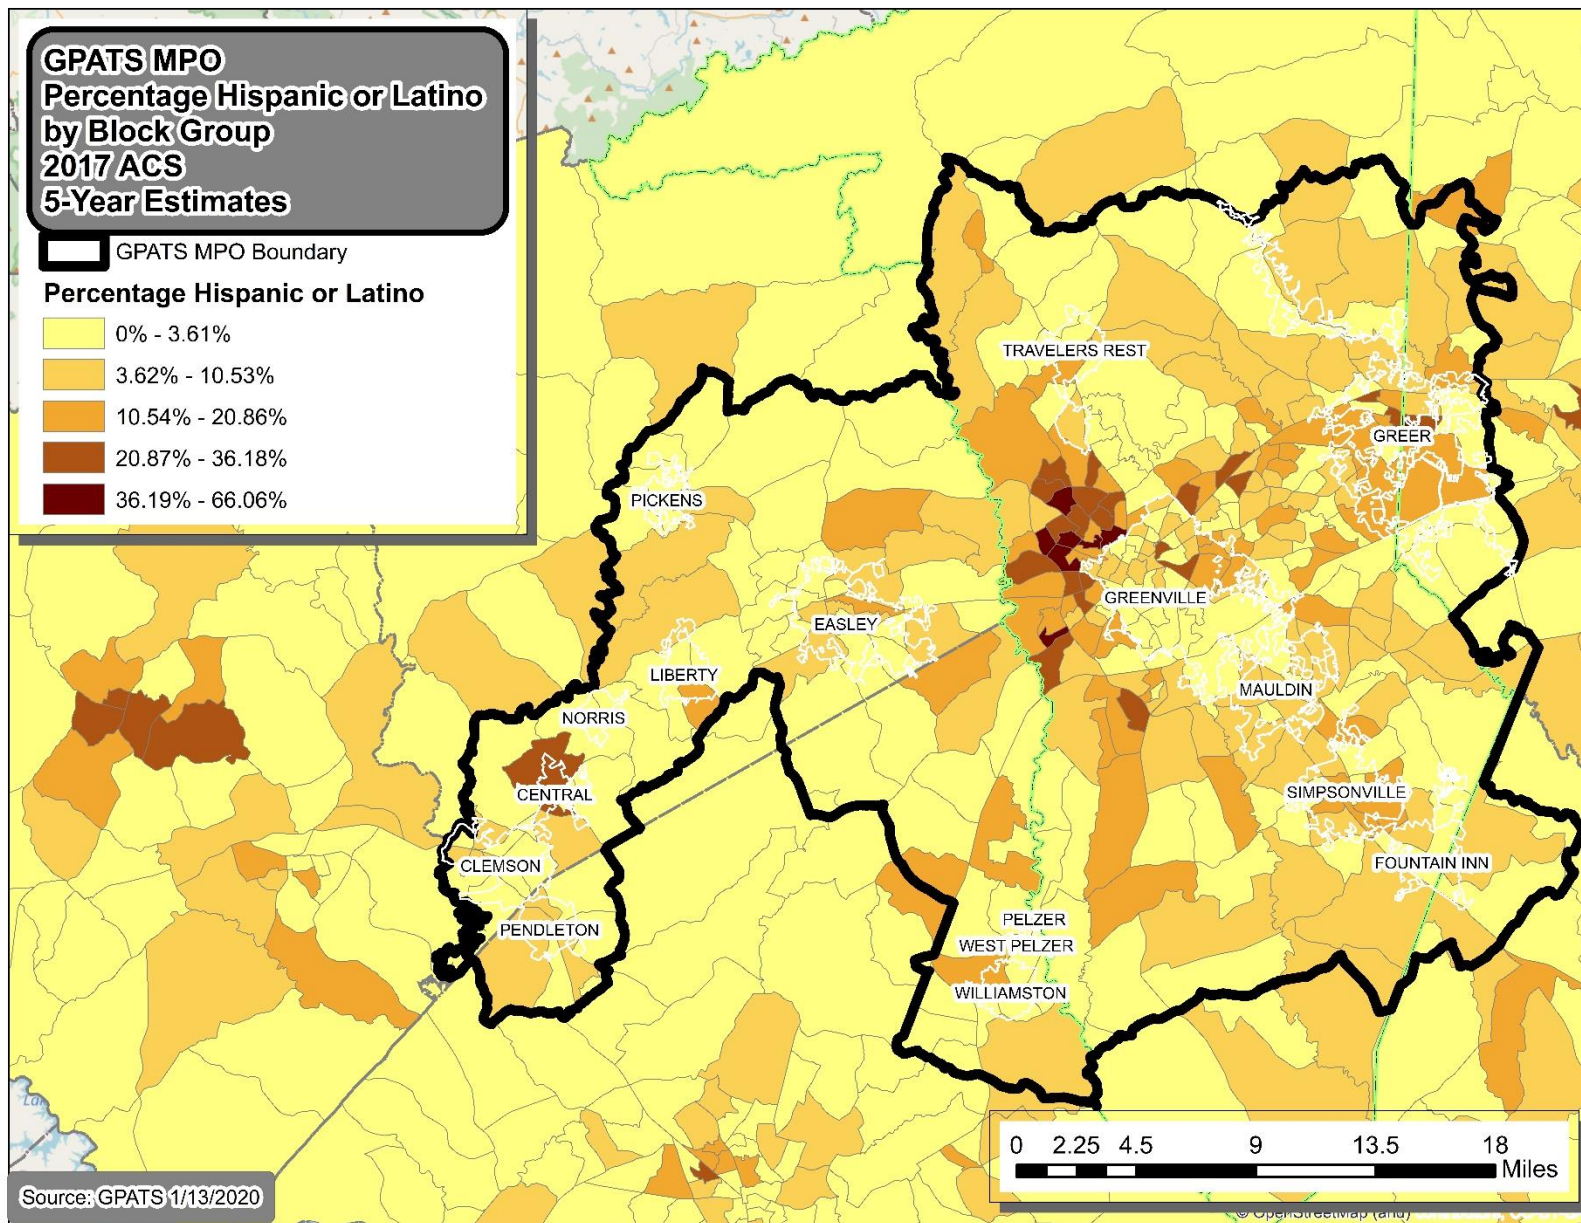 GPATS MPO
Percentage Hispanic or Latino
by Block Group
2017 ACS
5-Year Estimates
GPATS MPO Boundary
Percentage Hispanic or Latino
0% - 3.61%
3.62% - 10.53%
10.54% - 20.86%
20.87% - 36.18%
36.19% - 66.06%
TRAVELERS REST
GREER
PICKENS
GREENVILLE
EASLEY
LIBERTY
MAULDIN
NORRIS
CENTRAL
SIMPSONVILLE
CLEMSON
FOUNTAIN INN
PELZER
PENDLETON
WEST PELZER
WILLIAMSTON
0 2.25 4.5 9 13.5 18
Miles
Source: GPATS 1/13/2020
© OpenStreetMap (and)